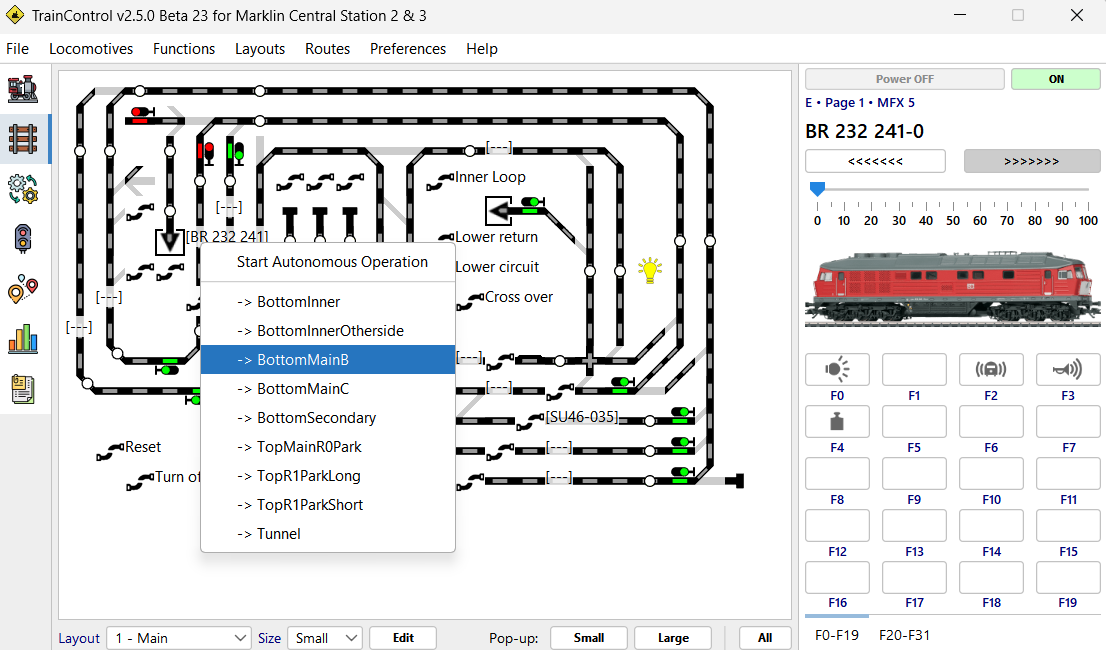 TrainControl v2.5.0 Beta 23 for Marklin Central Station 2 & 3
File Locomotives Functions Layouts Routes Preferences Help
Power OFF ON
E • Page 1 • MFX 5
BR 232 241-0
<<<<<<< >>>>>>>
0 10 20 30 40 50 60 70 80 90 100
[---]
Inner Loop
[---]
[BR 232 241]
Lower return
Lower circuit
[---]
Cross over
[---]
[---]
[---]
[SU46-035]
Reset
[---]
Turn of
[---]
Start Autonomous Operation
-> BottomInner
-> BottomInnerOtherside
-> BottomMainB
-> BottomMainC
-> BottomSecondary
-> TopMainR0Park
-> TopR1ParkLong
-> TopR1ParkShort
-> Tunnel
F0 F1 F2 F3
F4 F5 F6 F7
F8 F9 F10 F11
F12 F13 F14 F15
F16 F17 F18 F19
F0-F19 F20-F31
Layout 1 - Main Size Small Edit Pop-up: Small Large All